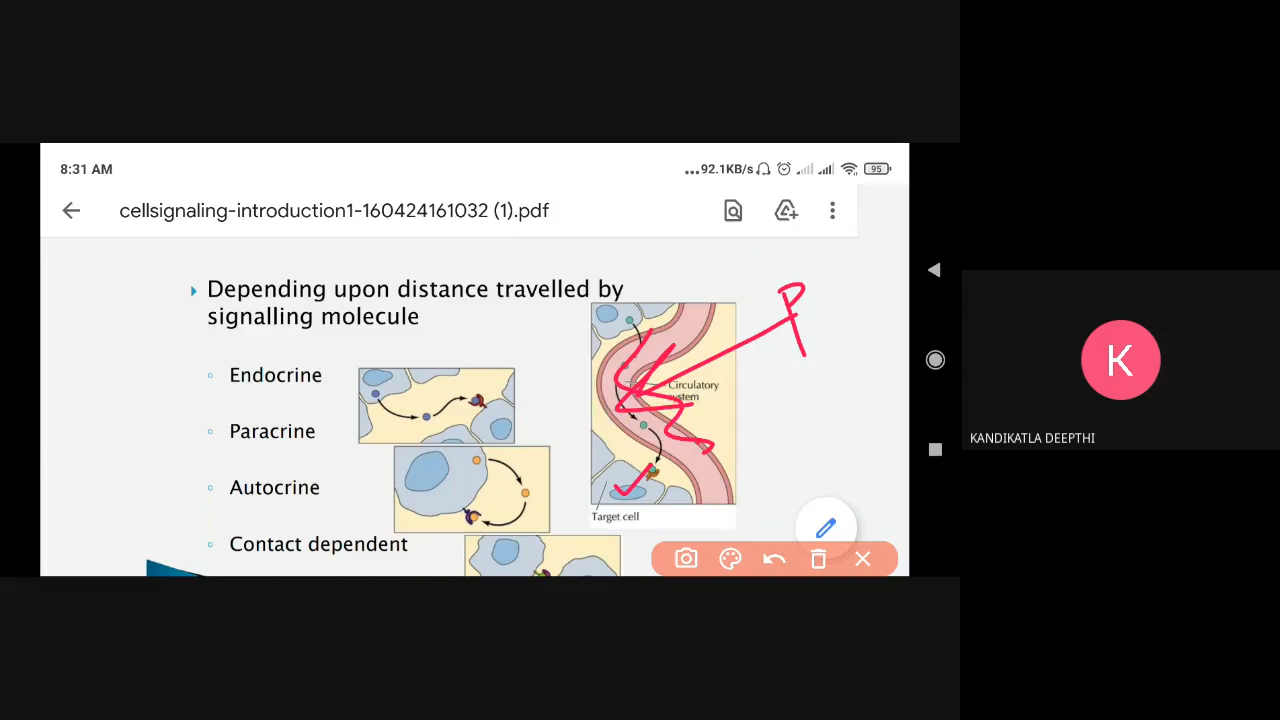 8:31 AM
...92.1KB/s
95
cellsignaling-introduction1-160424161032 (1).pdf
Depending upon distance travelled by
signalling molecule
Endocrine
Paracrine
Autocrine
Contact dependent
Circulatory
system
Target cell
P
K
KANDIKATLA DEEPTHI